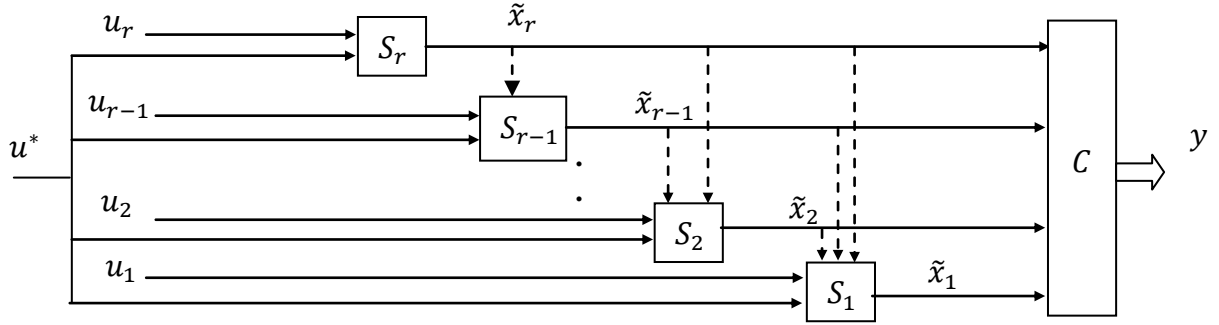 u_r x̃_r
S_r
u_{r−1} x̃_{r−1}
S_{r−1}
u* C y
u_2 x̃_2
S_2
u_1 x̃_1
S_1